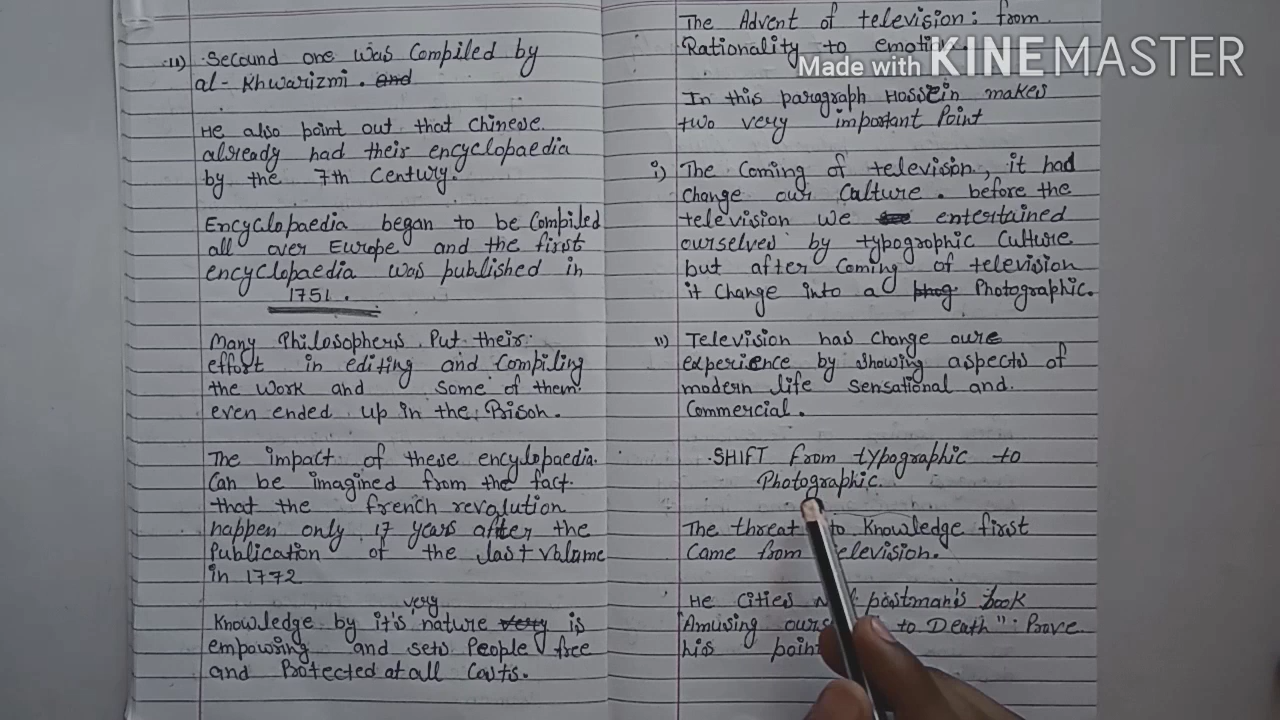 ii) Secound one was compiled by
al-Khwarizmi. and
He also point out that Chinese
already had their encyclopaedia
by the 7th Century.
Encyclopaedia began to be compiled
all over Europe and the first
encyclopaedia was published in
1751.
Many Philosophers Put their
effort in editing and compiling
the work and some of them
even ended up in the Prison.
The impact of these encylopaedia
Can be imagined from the fact
that the french revolution
happen only 17 years after the
Publication of the last volume
in 1772
Knowledge by it's very nature very is
empowring and sets People free
and Protected at all Costs.
The Advent of television: from
Rationality to emotion
Made with KINEMASTER
In this paragraph Hossein makes
two very important Point
i) The Coming of television, it had
change our Culture. before the
television we entertained
ourselves by typographic Culture
but after coming of television
it change into a phog Photographic.
ii) Television has change oure
experience by showing aspects of
modern life sensational and
Commercial.
SHIFT from typographic to
Photographic.
The threat to Knowledge first
Came from television.
He Cities postman's book
"Amusing to Death" Prove
his point